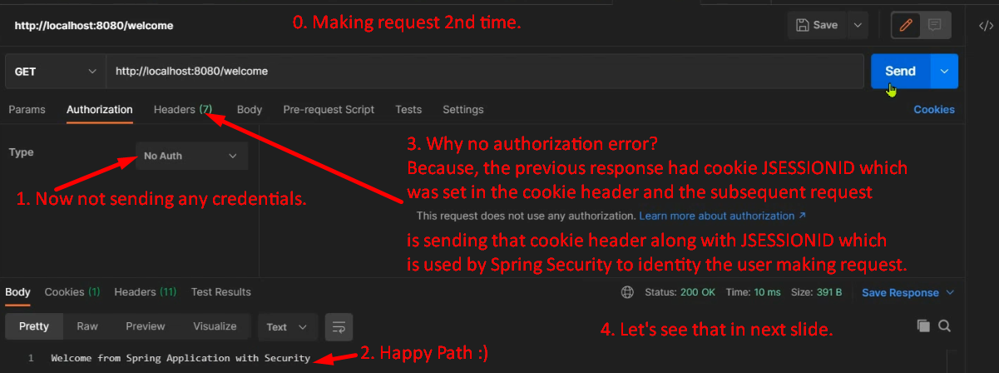 http://localhost:8080/welcome
0. Making request 2nd time.
Save
</>
GET
http://localhost:8080/welcome
Send
Params
Authorization
Headers (7)
Body
Pre-request Script
Tests
Settings
Cookies
Type
No Auth
1. Now not sending any credentials.
3. Why no authorization error?
Because, the previous response had cookie JSESSIONID which
was set in the cookie header and the subsequent request
This request does not use any authorization. Learn more about authorization ↗
is sending that cookie header along with JSESSIONID which
is used by Spring Security to identity the user making request.
Body
Cookies (1)
Headers (11)
Test Results
Status: 200 OK
Time: 10 ms
Size: 391 B
Save Response
Pretty
Raw
Preview
Visualize
Text
4. Let's see that in next slide.
1 Welcome from Spring Application with Security
2. Happy Path :)